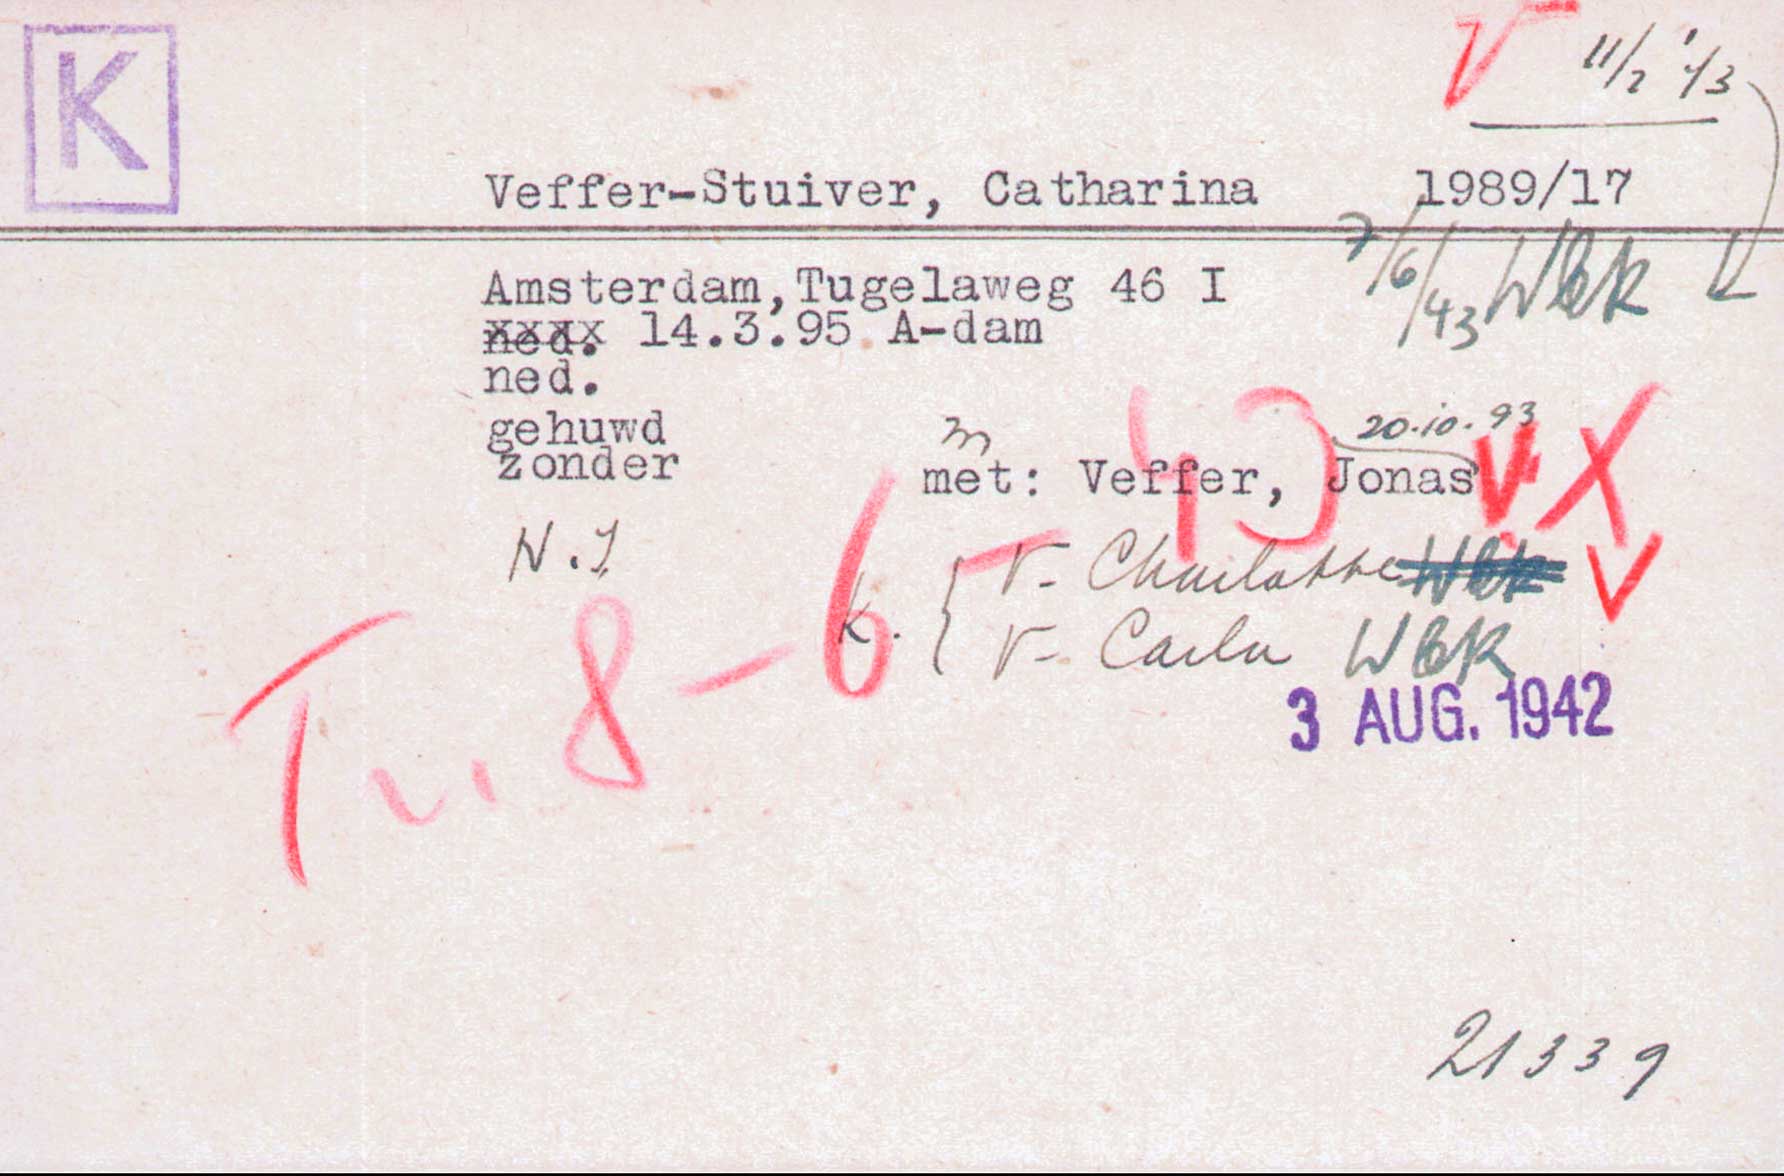 K
V 11/2 '43
Veffer-Stuiver, Catharina 1989/17
7/6/43 Wbk
Amsterdam, Tugelaweg 46 I
ned. 14.3.95 A-dam
ned.
gehuwd
zonder
20.10.93
m
met: Veffer, Jonas V X
N.I.
k. { V- Charlotte Wbk V
V- Carla Wbk
Tr. 8-6 43
3 AUG. 1942
21339